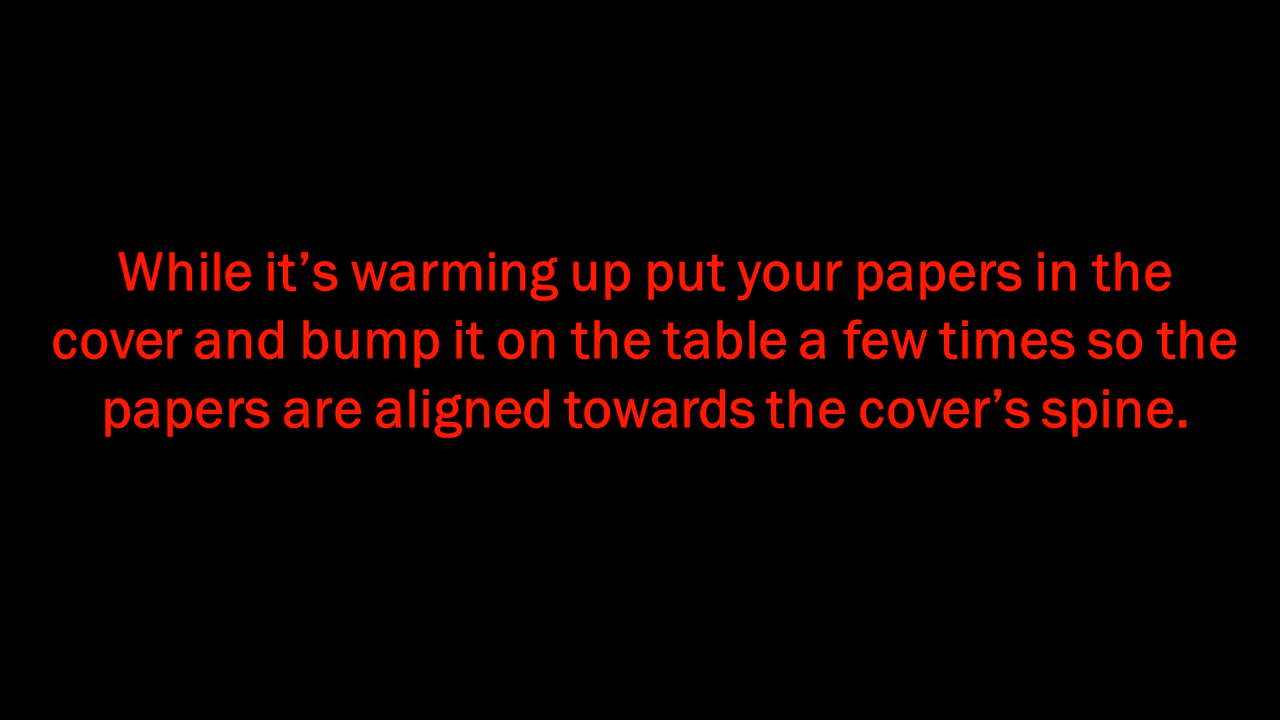 While it’s warming up put your papers in the
cover and bump it on the table a few times so the
papers are aligned towards the cover’s spine.